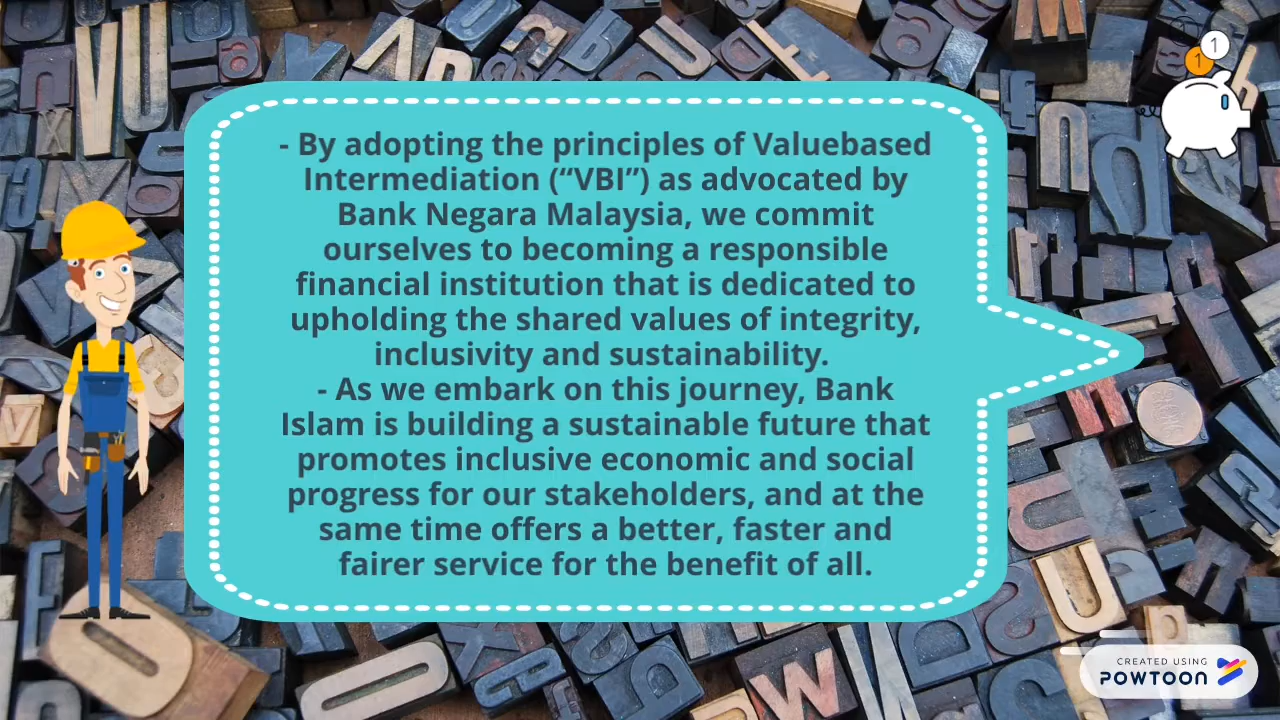 - By adopting the principles of Valuebased
Intermediation (“VBI”) as advocated by
Bank Negara Malaysia, we commit
ourselves to becoming a responsible
financial institution that is dedicated to
upholding the shared values of integrity,
inclusivity and sustainability.
- As we embark on this journey, Bank
Islam is building a sustainable future that
promotes inclusive economic and social
progress for our stakeholders, and at the
same time offers a better, faster and
fairer service for the benefit of all.
1
1
CREATED USING
POWTOON